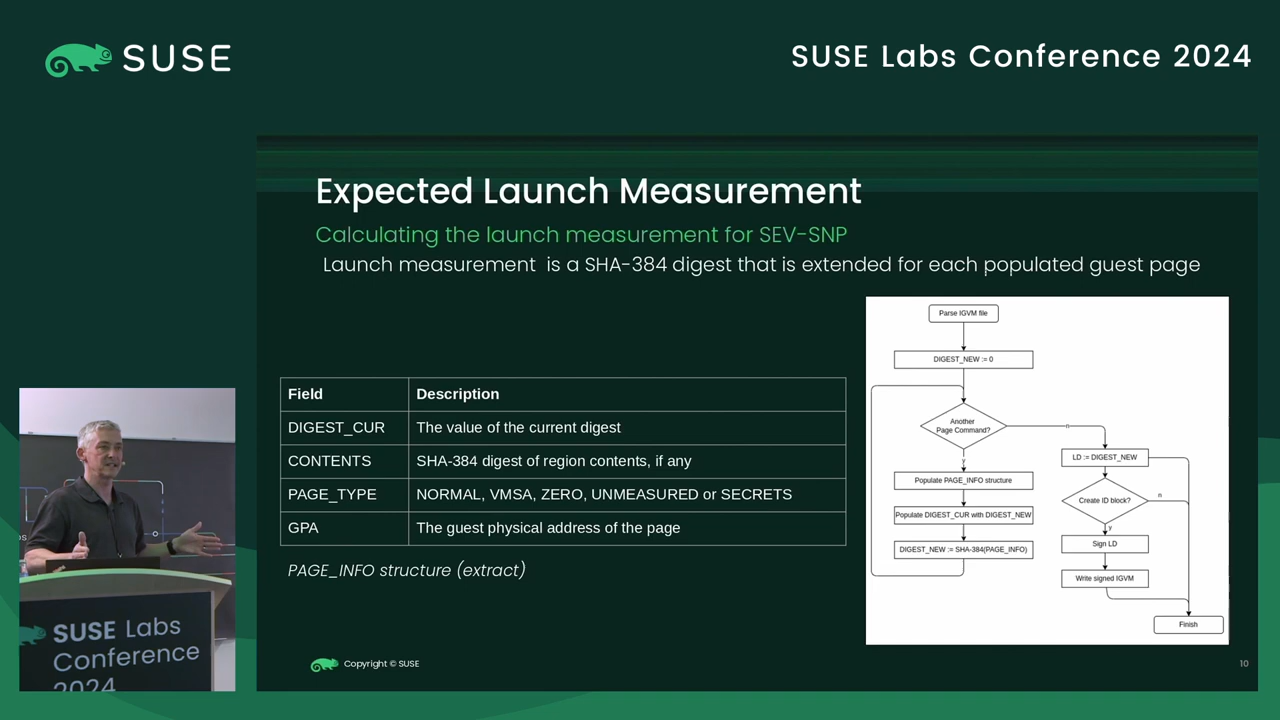 SUSE
SUSE Labs Conference 2024
Expected Launch Measurement
Calculating the launch measurement for SEV-SNP
Launch measurement is a SHA-384 digest that is extended for each populated guest page
Field Description
DIGEST_CUR The value of the current digest
CONTENTS SHA-384 digest of region contents, if any
PAGE_TYPE NORMAL, VMSA, ZERO, UNMEASURED or SECRETS
GPA The guest physical address of the page
PAGE_INFO structure (extract)
Parse IGVM file
DIGEST_NEW := 0
Another
Page Command?
n
y
Populate PAGE_INFO structure
Populate DIGEST_CUR with DIGEST_NEW
DIGEST_NEW := SHA-384(PAGE_INFO)
LD := DIGEST_NEW
Create ID block?
n
y
Sign LD
Write signed IGVM
Finish
SUSE Labs
Conference
2024
Copyright © SUSE
10